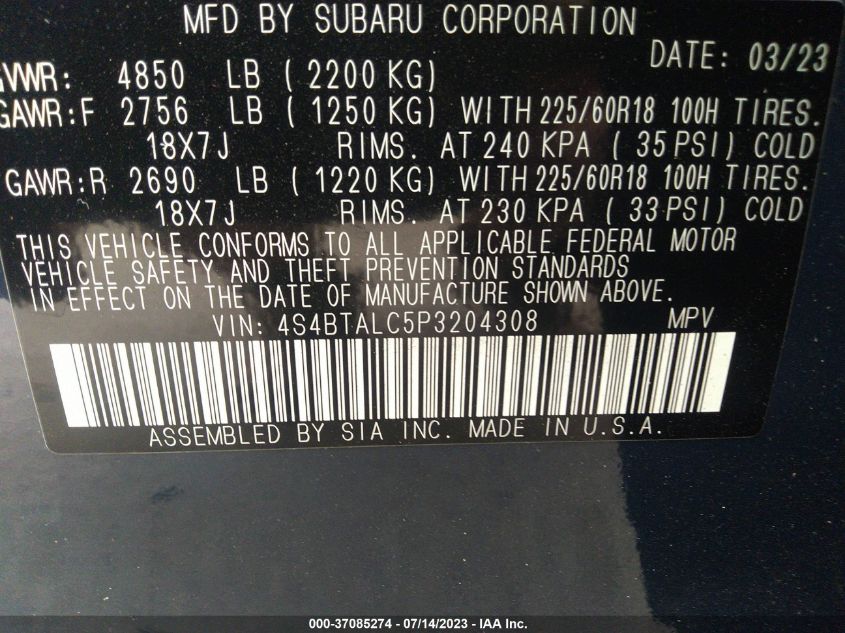 MFD BY SUBARU CORPORATION
DATE: 03/23
GVWR: 4850 LB ( 2200 KG)
GAWR:F 2756 LB ( 1250 KG) WITH 225/60R18 100H TIRES.
18X7J RIMS. AT 240 KPA ( 35 PSI) COLD
GAWR:R 2690 LB ( 1220 KG) WITH 225/60R18 100H TIRES.
18X7J RIMS. AT 230 KPA ( 33 PSI) COLD
THIS VEHICLE CONFORMS TO ALL APPLICABLE FEDERAL MOTOR
VEHICLE SAFETY AND THEFT PREVENTION STANDARDS
IN EFFECT ON THE DATE OF MANUFACTURE SHOWN ABOVE.
VIN: 4S4BTALC5P3204308 MPV
ASSEMBLED BY SIA INC. MADE IN U.S.A.
000-37085274 - 07/14/2023 - IAA Inc.